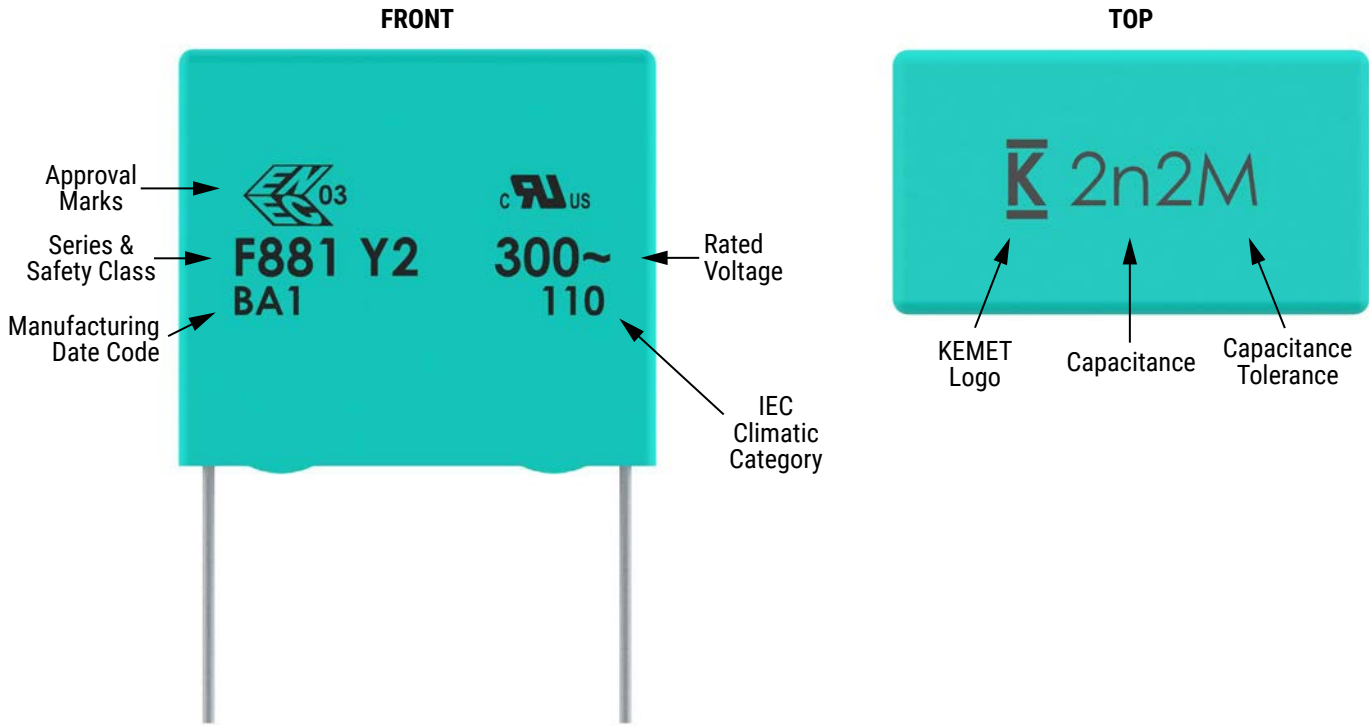 FRONT
TOP
Approval
Marks
EN
EC 03
c RU US
Series &
Safety Class
F881 Y2
300~
Rated
Voltage
Manufacturing
Date Code
BA1
110
IEC
Climatic
Category
K 2n2M
KEMET
Logo
Capacitance
Capacitance
Tolerance